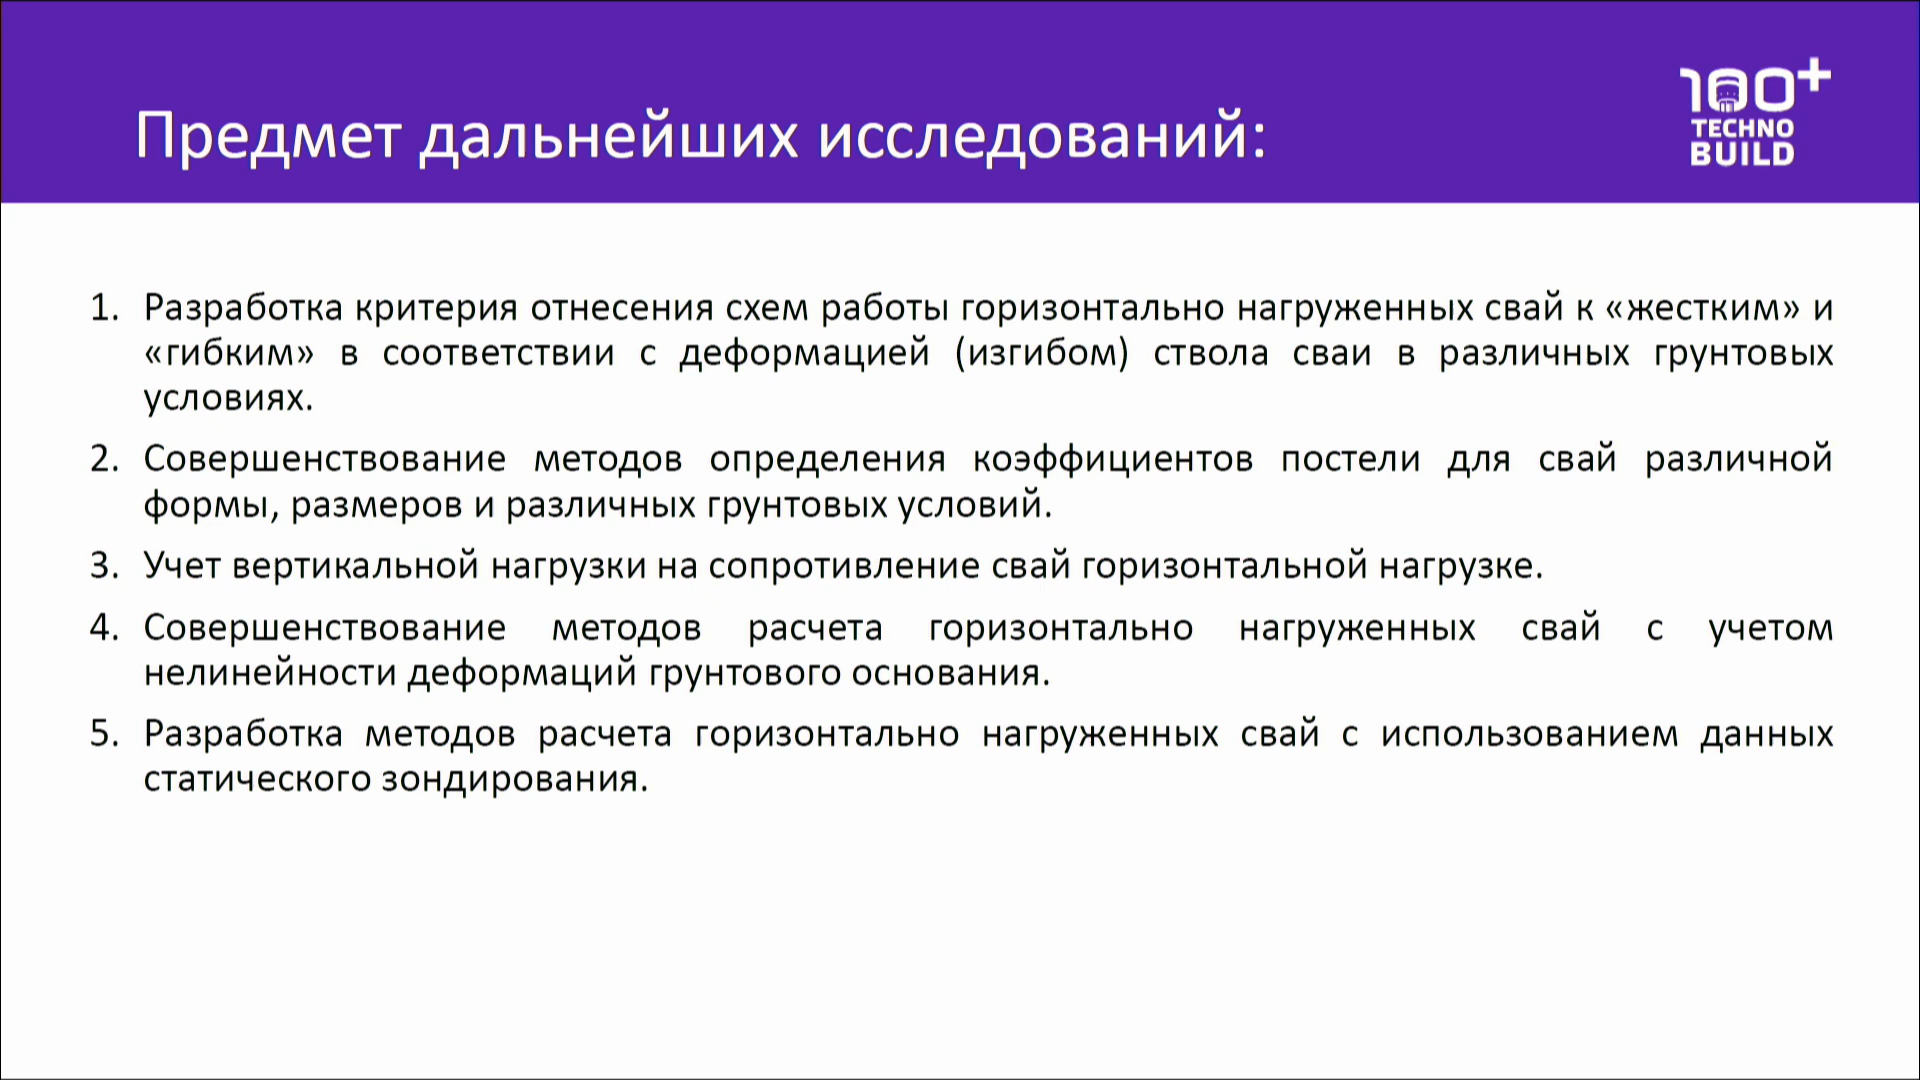 Предмет дальнейших исследований:
100+
TECHNO
BUILD
1. Разработка критерия отнесения схем работы горизонтально нагруженных свай к «жестким» и
«гибким» в соответствии с деформацией (изгибом) ствола сваи в различных грунтовых
условиях.
2. Совершенствование методов определения коэффициентов постели для свай различной
формы, размеров и различных грунтовых условий.
3. Учет вертикальной нагрузки на сопротивление свай горизонтальной нагрузке.
4. Совершенствование методов расчета горизонтально нагруженных свай с учетом
нелинейности деформаций грунтового основания.
5. Разработка методов расчета горизонтально нагруженных свай с использованием данных
статического зондирования.